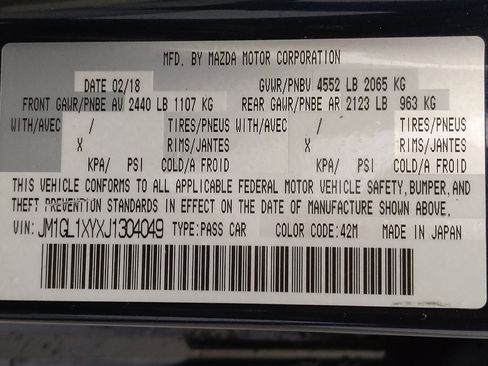 MFD. BY MAZDA MOTOR CORPORATION
DATE 02/18 GVWR/PNBV 4552 LB 2065 KG
FRONT GAWR/PNBE AV 2440 LB 1107 KG REAR GAWR/PNBE AR 2123 LB 963 KG
WITH/AVEC / TIRES/PNEUS WITH/AVEC / TIRES/PNEUS
X RIMS/JANTES X RIMS/JANTES
KPA/ PSI COLD/A FROID KPA/ PSI COLD/A FROID
THIS VEHICLE CONFORMS TO ALL APPLICABLE FEDERAL MOTOR VEHICLE SAFETY, BUMPER, AND
THEFT PREVENTION STANDARDS IN EFFECT ON THE DATE OF MANUFACTURE SHOWN ABOVE.
VIN: JM1GL1XYXJ1304049 TYPE:PASS CAR COLOR CODE:42M MADE IN JAPAN